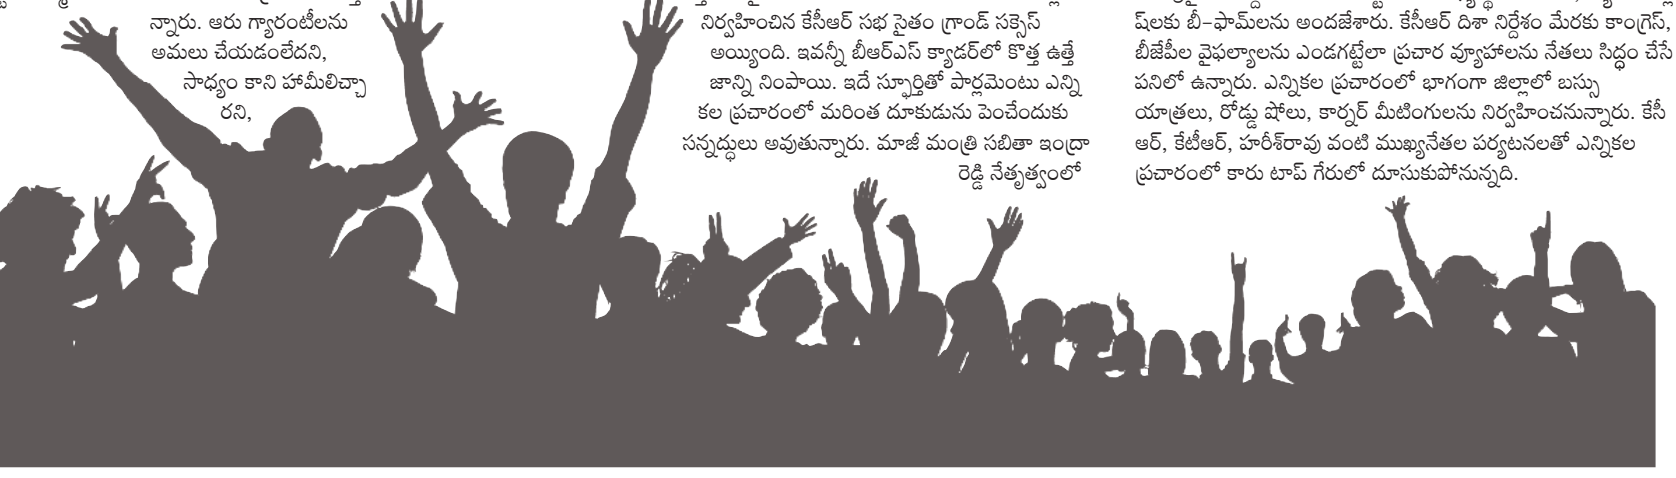 న్నారు. ఆరు గ్యారంటీలను
అమలు చేయడంలేదని,
సాధ్యం కాని హామీలిచ్చా
రని,
నిర్వహించిన కేసీఆర్ సభ సైతం గ్రాండ్ సక్సెస్
అయ్యింది. ఇవన్నీ బీఆర్ఎస్ క్యాడర్‌లో కొత్త ఉత్తే
జాన్ని నింపాయి. ఇదే స్ఫూర్తితో పార్లమెంటు ఎన్ని
కల ప్రచారంలో మరింత దూకుడును పెంచేందుకు
సన్నద్ధులు అవుతున్నారు. మాజీ మంత్రి సబితా ఇంద్రా
రెడ్డి నేతృత్వంలో
ష్‌లకు బీ-ఫామ్‌లను అందజేశారు. కేసీఆర్ దిశా నిర్దేశం మేరకు కాంగ్రెస్,
బీజేపీల వైఫల్యాలను ఎండగట్టేలా ప్రచార వ్యూహాలను నేతలు సిద్ధం చేసే
పనిలో ఉన్నారు. ఎన్నికల ప్రచారంలో భాగంగా జిల్లాలో బస్సు
యాత్రలు, రోడ్డు షోలు, కార్నర్ మీటింగులను నిర్వహించనున్నారు. కేసీ
ఆర్, కేటీఆర్, హరీశ్‌రావు వంటి ముఖ్యనేతల పర్యటనలతో ఎన్నికల
ప్రచారంలో కారు టాప్ గేరులో దూసుకుపోనున్నది.